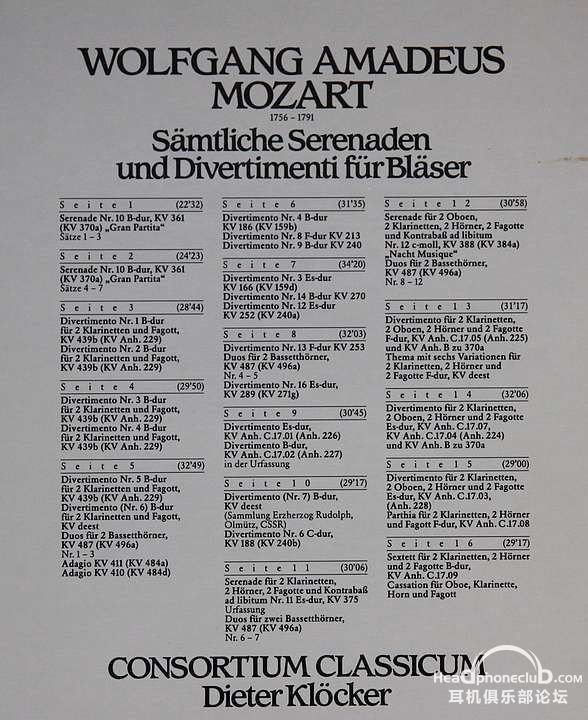 WOLFGANG AMADEUS
MOZART
1756 – 1791
Sämtliche Serenaden
und Divertimenti für Bläser
Seite 1 (22'32)
Serenade Nr. 10 B-dur, KV 361
(KV 370a) „Gran Partita“
Sätze 1 – 3
Seite 2 (24'23)
Serenade Nr. 10 B-dur, KV 361
(KV 370a) „Gran Partita“
Sätze 4 – 7
Seite 3 (28'44)
Divertimento Nr. 1 B-dur
für 2 Klarinetten und Fagott,
KV 439b (KV Anh. 229)
Divertimento Nr. 2 B-dur
für 2 Klarinetten und Fagott,
KV 439b (KV Anh. 229)
Seite 4 (29'50)
Divertimento Nr. 3 B-dur
für 2 Klarinetten und Fagott,
KV 439b (KV Anh. 229)
Divertimento Nr. 4 B-dur
für 2 Klarinetten und Fagott,
KV 439b (KV Anh. 229)
Seite 5 (32'49)
Divertimento Nr. 5 B-dur
für 2 Klarinetten und Fagott,
KV 439b (KV Anh. 229)
Divertimento (Nr. 6) B-dur
für 2 Klarinetten und Fagott,
KV deest
Duos für 2 Bassetthörner,
KV 487 (KV 496a)
Nr. 1 – 3
Adagio KV 411 (KV 484a)
Adagio KV 410 (KV 484d)
Seite 6 (31'35)
Divertimento Nr. 4 B-dur
KV 186 (KV 159b)
Divertimento Nr. 8 F-dur KV 213
Divertimento Nr. 9 B-dur KV 240
Seite 7 (34'20)
Divertimento Nr. 3 Es-dur
KV 166 (KV 159d)
Divertimento Nr. 14 B-dur KV 270
Divertimento Nr. 12 Es-dur
KV 252 (KV 240a)
Seite 8 (32'03)
Divertimento Nr. 13 F-dur KV 253
Duos für 2 Bassetthörner,
KV 487 (KV 496a)
Nr. 4 – 5
Divertimento Nr. 16 Es-dur,
KV 289 (KV 271g)
Seite 9 (30'45)
Divertimento Es-dur,
KV Anh. C.17.01 (Anh. 226)
Divertimento B-dur,
KV Anh. C.17.02 (Anh. 227)
in der Urfassung
Seite 10 (29'17)
Divertimento (Nr. 7) B-dur,
KV deest
(Sammlung Erzherzog Rudolph,
Olmütz, CSSR)
Divertimento Nr. 6 C-dur,
KV 188 (KV 240b)
Seite 11 (30'06)
Serenade für 2 Klarinetten,
2 Hörner, 2 Fagotte und Kontrabaß
ad libitum Nr. 11 Es-dur, KV 375
Urfassung
Duos für zwei Bassetthörner,
KV 487 (KV 496a)
Nr. 6 – 7
Seite 12 (30'58)
Serenade für 2 Oboen,
2 Klarinetten, 2 Hörner, 2 Fagotte
und Kontrabaß ad libitum
Nr. 12 c-moll, KV 388 (KV 384a)
„Nacht Musique“
Duos für 2 Bassetthörner,
KV 487 (KV 496a)
Nr. 8 – 12
Seite 13 (31'17)
Divertimento für 2 Klarinetten,
2 Oboen, 2 Hörner und 2 Fagotte
F-dur, KV Anh. C.17.05 (Anh. 225)
und KV Anh. B zu 370a
Thema mit sechs Variationen für
2 Klarinetten, 2 Hörner und
2 Fagotte F-dur, KV deest
Seite 14 (32'06)
Divertimento für 2 Klarinetten,
2 Oboen, 2 Hörner und 2 Fagotte
Es-dur, KV Anh. C.17.07,
KV Anh. C.17.04 (Anh. 224)
und KV Anh. B zu 370a
Seite 15 (29'00)
Divertimento für 2 Klarinetten,
2 Oboen, 2 Hörner und 2 Fagotte
Es-dur, KV Anh. C.17.03,
(Anh. 228)
Parthia für 2 Klarinetten, 2 Hörner
und Fagott F-dur, KV Anh. C.17.08
Seite 16 (29'17)
Sextett für 2 Klarinetten, 2 Hörner
und 2 Fagotte B-dur,
KV Anh. C.17.09
Cassation für Oboe, Klarinette,
Horn und Fagott
CONSORTIUM CLASSICUM
Dieter Klöcker
Headphoneclub.com
耳机俱乐部论坛